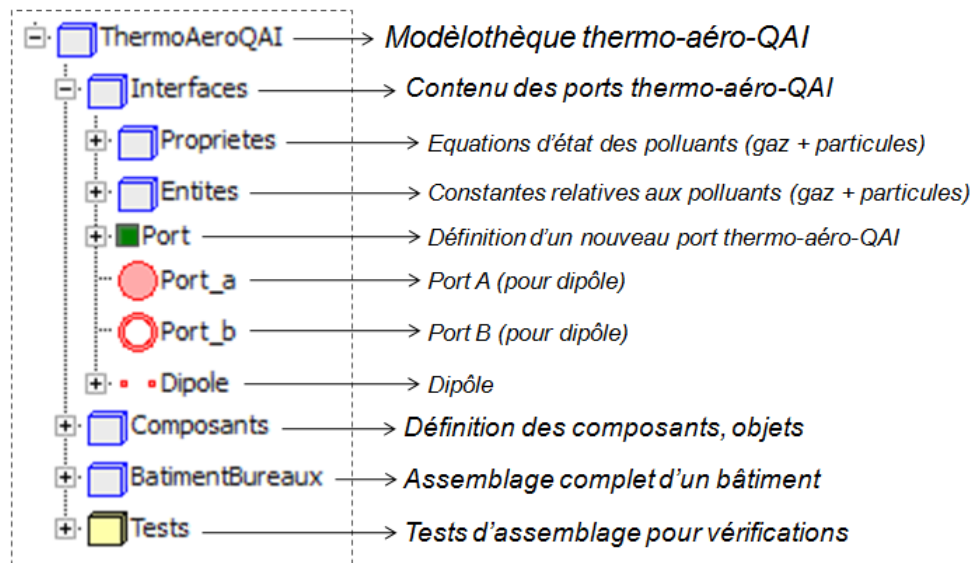 ThermoAeroQAI Modèlothèque thermo-aéro-QAI
Interfaces Contenu des ports thermo-aéro-QAI
Proprietes Equations d'état des polluants (gaz + particules)
Entites Constantes relatives aux polluants (gaz + particules)
Port Définition d'un nouveau port thermo-aéro-QAI
Port_a Port A (pour dipôle)
Port_b Port B (pour dipôle)
Dipole Dipôle
Composants Définition des composants, objets
BatimentBureaux Assemblage complet d'un bâtiment
Tests Tests d'assemblage pour vérifications